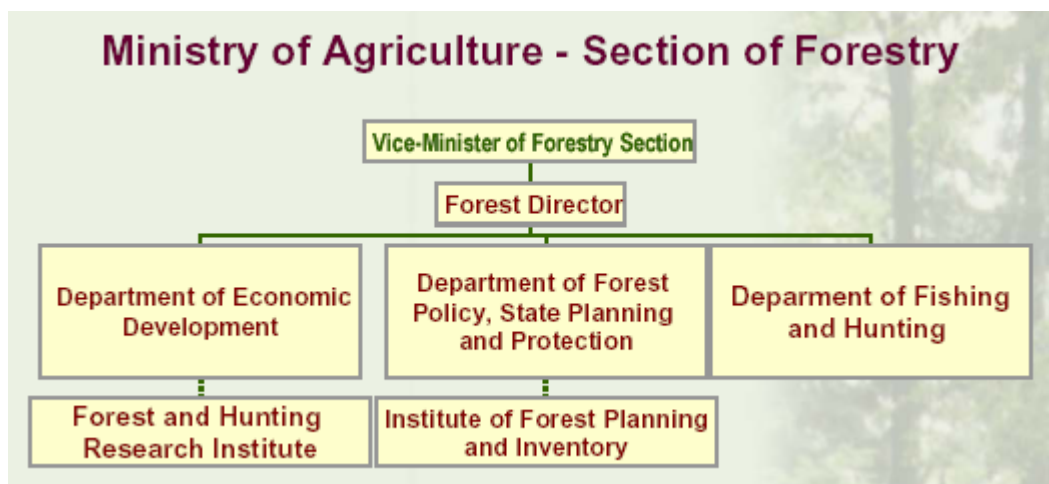 Ministry of Agriculture - Section of Forestry
Vice-Minister of Forestry Section
Forest Director
Department of Economic
Development
Department of Forest
Policy, State Planning
and Protection
Deparment of Fishing
and Hunting
Forest and Hunting
Research Institute
Institute of Forest Planning
and Inventory